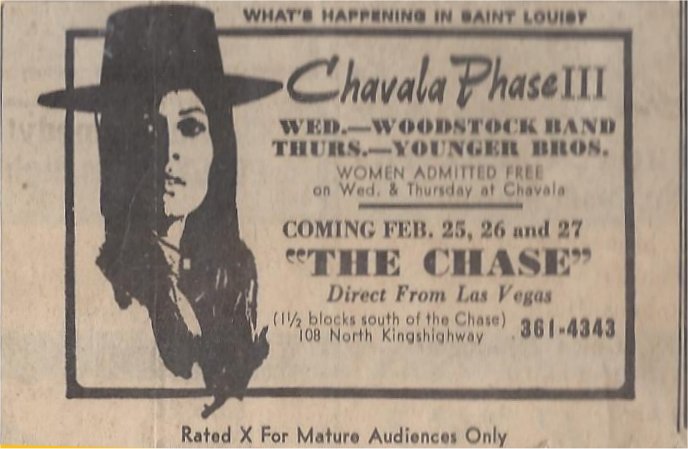 WHAT'S HAPPENING IN SAINT LOUIS?
Chavala Phase III
WED.—WOODSTOCK BAND
THURS.—YOUNGER BROS.
WOMEN ADMITTED FREE
on Wed. & Thursday at Chavala
COMING FEB. 25, 26 and 27
"THE CHASE"
Direct From Las Vegas
(1½ blocks south of the Chase)
108 North Kingshighway
361-4343
Rated X For Mature Audiences Only